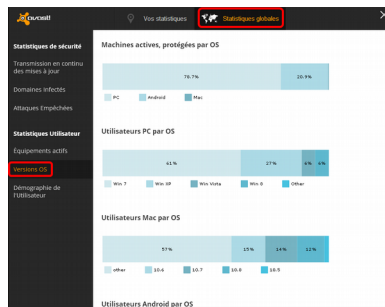 avast!
Vos statistiques
Statistiques globales
Statistiques de sécurité
Transmission en continu
des mises à jour
Domaines Infectés
Attaques Empêchées
Statistiques Utilisateur
Équipements actifs
Versions OS
Démographie de
l'Utilisateur
Machines actives, protégées par OS
76.7% 20.9%
PC Android Mac
Utilisateurs PC par OS
61% 27% 6% 6%
Win 7 Win XP Win Vista Win 8 Other
Utilisateurs Mac par OS
57% 15% 14% 12%
other 10.6 10.7 10.8 10.5
Utilisateurs Android par OS